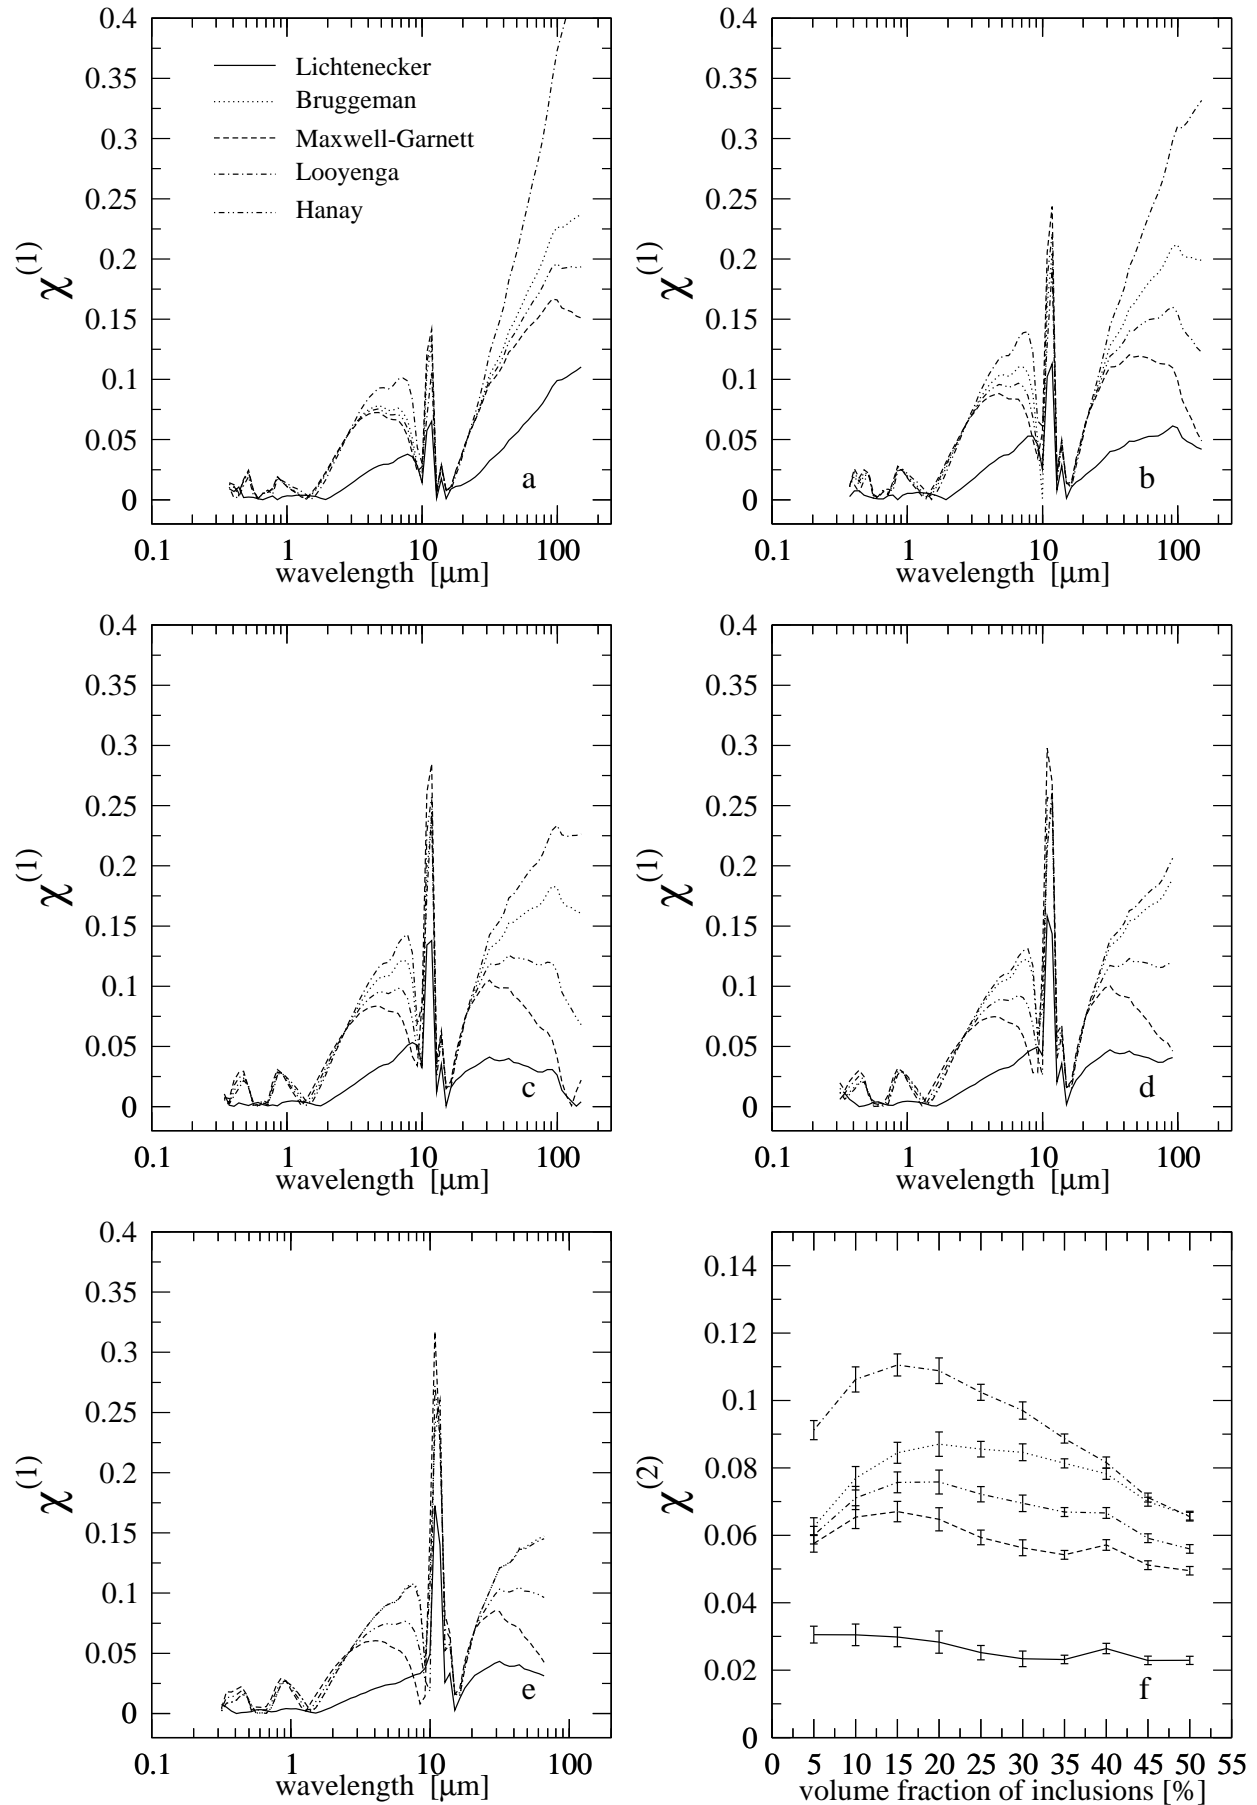 0.4
0.35
0.3
0.25
0.2
0.15
0.1
0.05
0
χ(1)
Lichtenecker
Bruggeman
Maxwell-Garnett
Looyenga
Hanay
a
0.1 1 10 100
wavelength [μm]
0.4
0.35
0.3
0.25
0.2
0.15
0.1
0.05
0
χ(1)
b
0.1 1 10 100
wavelength [μm]
0.4
0.35
0.3
0.25
0.2
0.15
0.1
0.05
0
χ(1)
c
0.1 1 10 100
wavelength [μm]
0.4
0.35
0.3
0.25
0.2
0.15
0.1
0.05
0
χ(1)
d
0.1 1 10 100
wavelength [μm]
0.4
0.35
0.3
0.25
0.2
0.15
0.1
0.05
0
χ(1)
e
0.1 1 10 100
wavelength [μm]
0.14
0.12
0.1
0.08
0.06
0.04
0.02
0
χ(2)
f
0 5 10 15 20 25 30 35 40 45 50 55
volume fraction of inclusions [%]